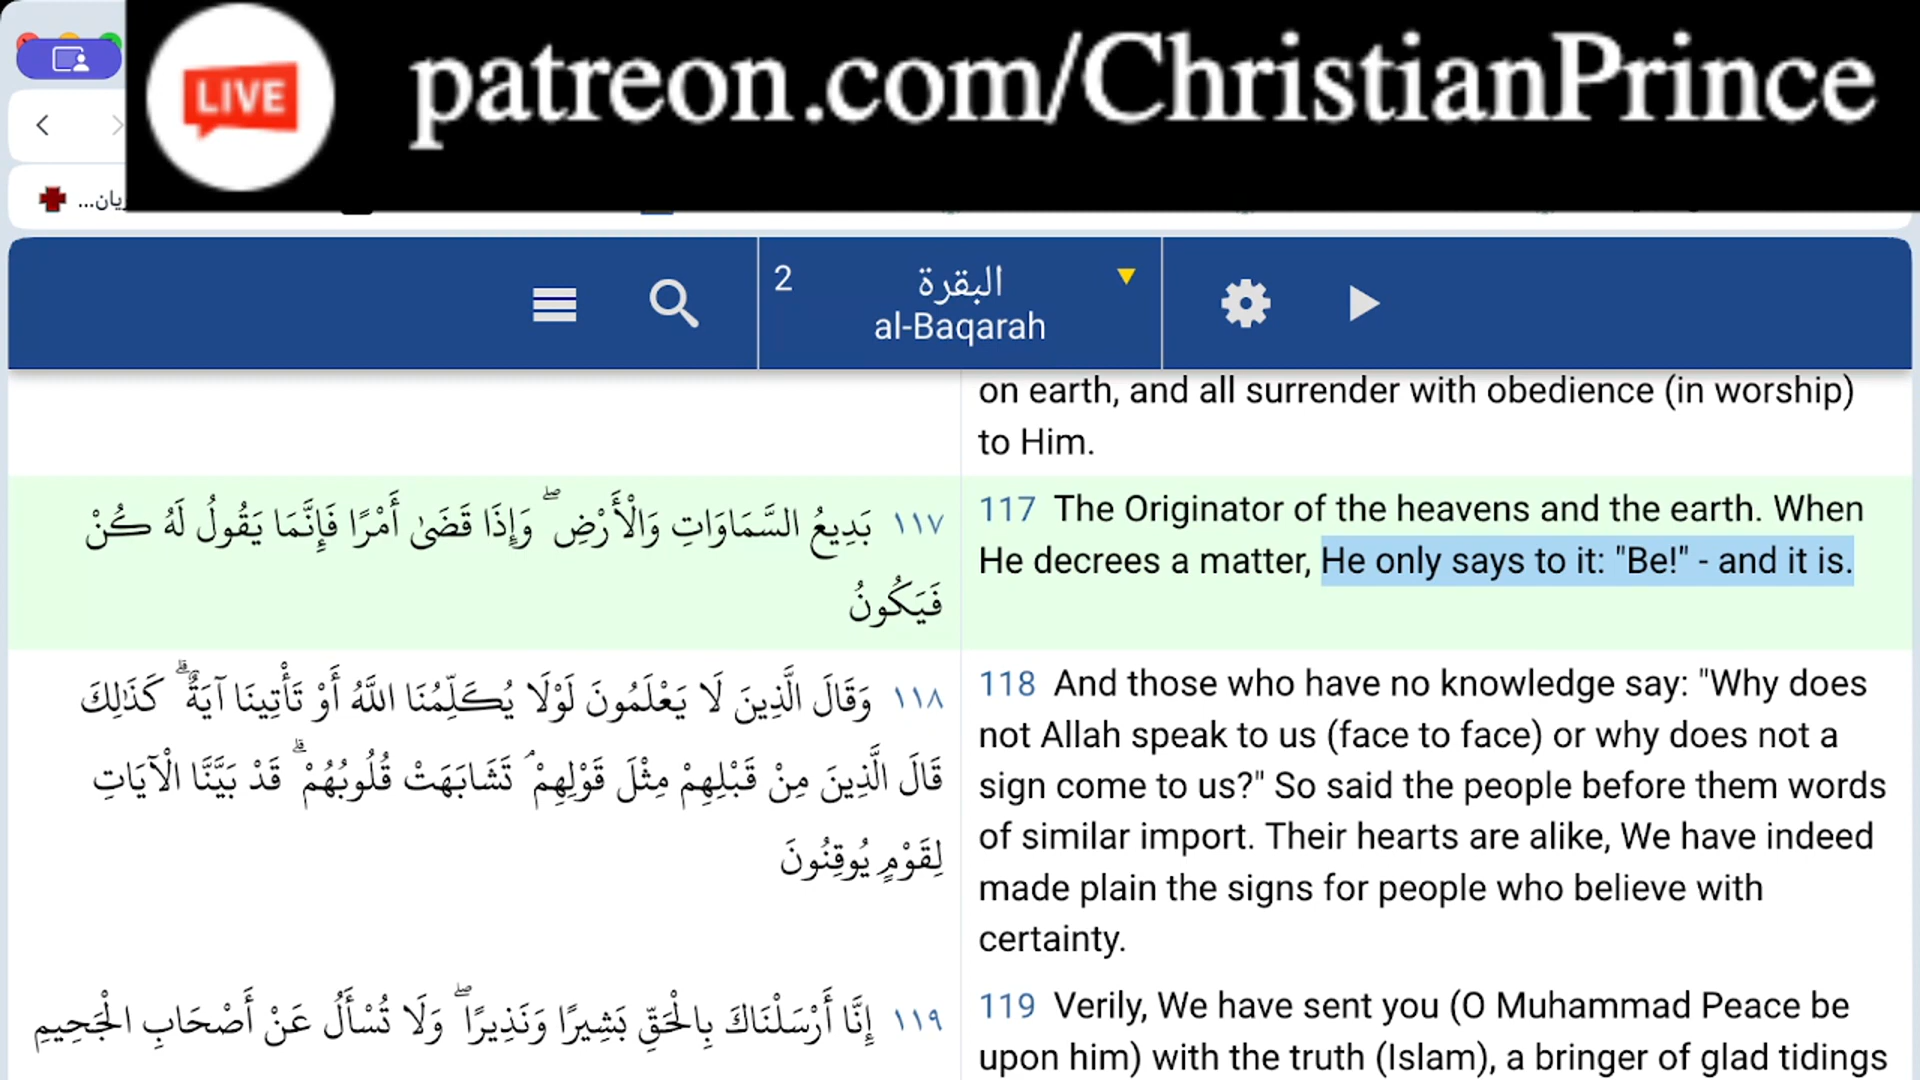 LIVE
patreon.com/ChristianPrince
2
البقرة
al-Baqarah
on earth, and all surrender with obedience (in worship)
to Him.
١١٧ بَدِيعُ السَّمَاوَاتِ وَالْأَرْضِ ۖ وَإِذَا قَضَىٰ أَمْرًا فَإِنَّمَا يَقُولُ لَهُ كُنْ
فَيَكُونُ
117 The Originator of the heavens and the earth. When
He decrees a matter, He only says to it: "Be!" - and it is.
١١٨ وَقَالَ الَّذِينَ لَا يَعْلَمُونَ لَوْلَا يُكَلِّمُنَا اللَّهُ أَوْ تَأْتِينَا آيَةٌ ۗ كَذَٰلِكَ
قَالَ الَّذِينَ مِنْ قَبْلِهِمْ مِثْلَ قَوْلِهِمْ ۘ تَشَابَهَتْ قُلُوبُهُمْ ۗ قَدْ بَيَّنَّا الْآيَاتِ
لِقَوْمٍ يُوقِنُونَ
118 And those who have no knowledge say: "Why does
not Allah speak to us (face to face) or why does not a
sign come to us?" So said the people before them words
of similar import. Their hearts are alike, We have indeed
made plain the signs for people who believe with
certainty.
١١٩ إِنَّا أَرْسَلْنَاكَ بِالْحَقِّ بَشِيرًا وَنَذِيرًا ۖ وَلَا تُسْأَلُ عَنْ أَصْحَابِ الْجَحِيمِ
119 Verily, We have sent you (O Muhammad Peace be
upon him) with the truth (Islam), a bringer of glad tidings